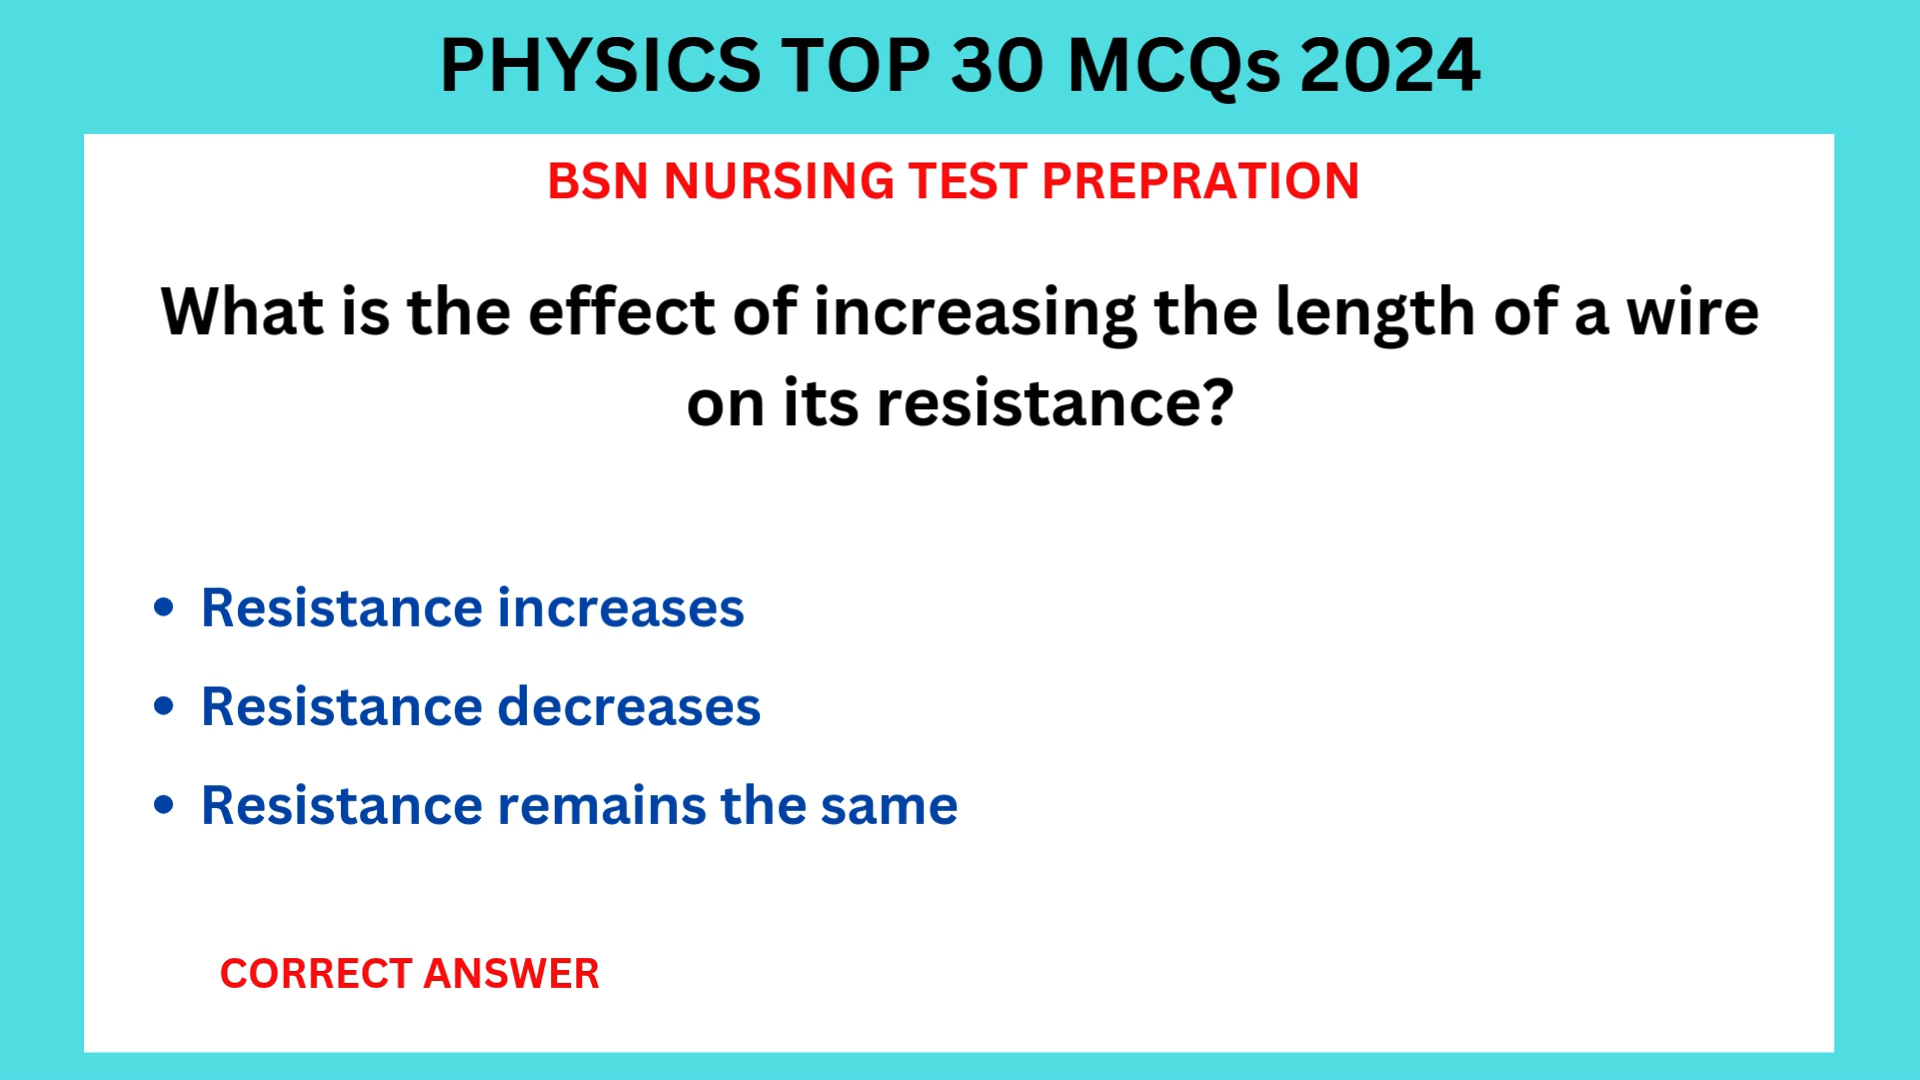 PHYSICS TOP 30 MCQs 2024
BSN NURSING TEST PREPRATION
What is the effect of increasing the length of a wire
on its resistance?
• Resistance increases
• Resistance decreases
• Resistance remains the same
CORRECT ANSWER